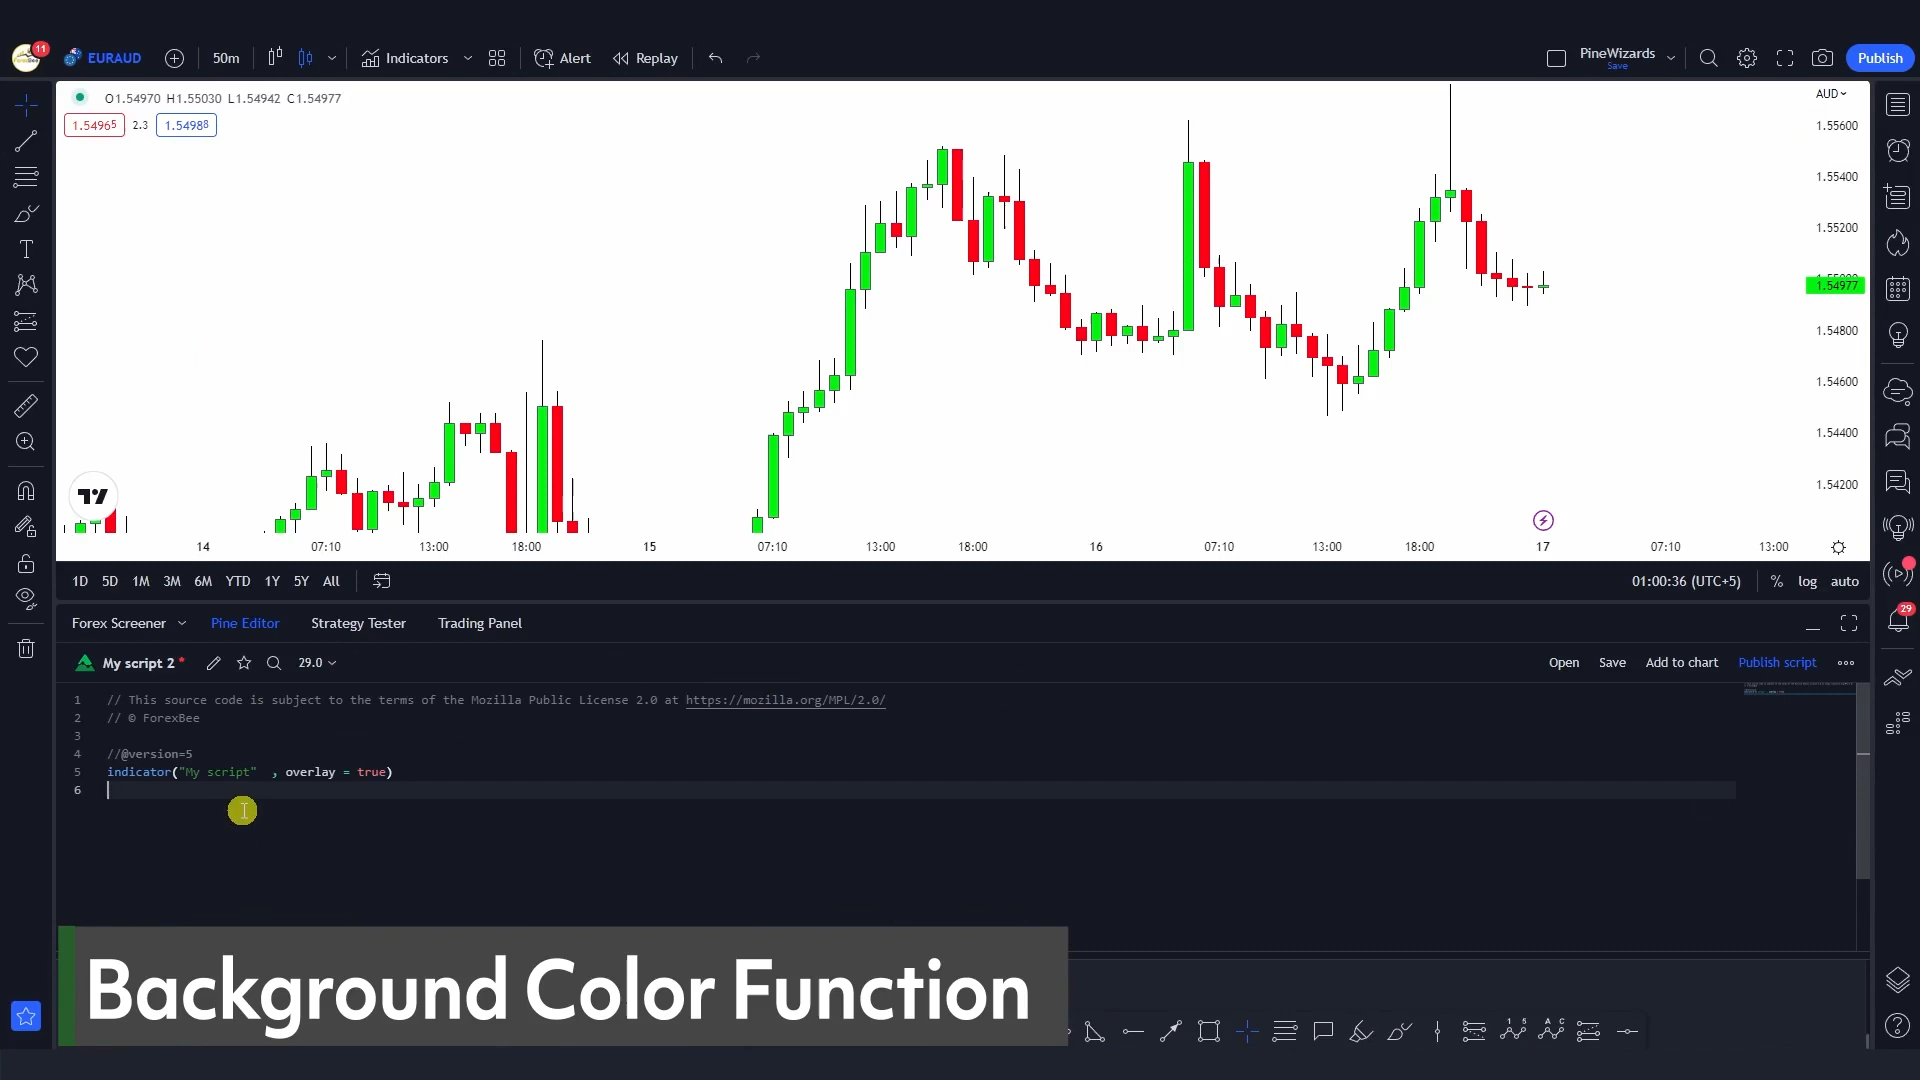 11
EURAUD
50m
Indicators
Alert
Replay
PineWizards
Save
Publish
O1.54970 H1.55030 L1.54942 C1.54977
1.54965
2.3
1.54988
AUD
1.55600
1.55400
1.55200
1.54977
1.54800
1.54600
1.54400
1.54200
14
07:10
13:00
18:00
15
07:10
13:00
18:00
16
07:10
13:00
18:00
17
07:10
13:00
1D 5D 1M 3M 6M YTD 1Y 5Y All
01:00:36 (UTC+5)
% log auto
29
Forex Screener
Pine Editor
Strategy Tester
Trading Panel
My script 2 *
29.0
Open
Save
Add to chart
Publish script
1 // This source code is subject to the terms of the Mozilla Public License 2.0 at https://mozilla.org/MPL/2.0/
2 // © ForexBee
3
4 //@version=5
5 indicator("My script" , overlay = true)
6
Background Color Function